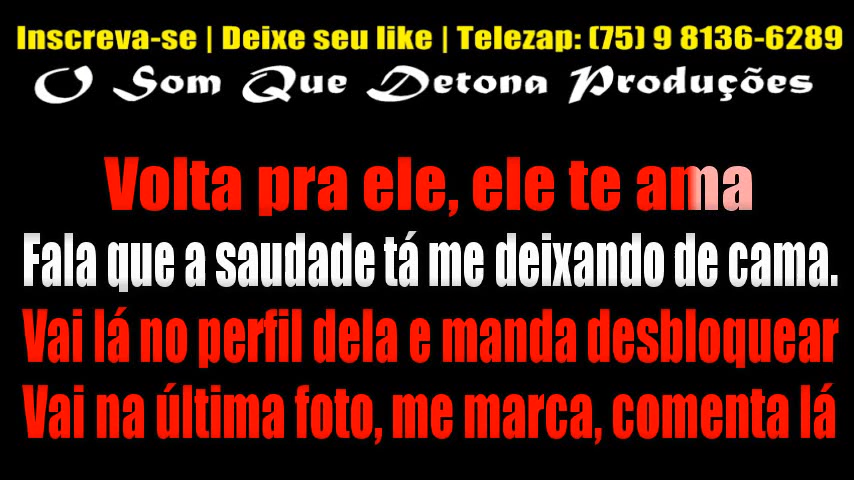 Inscreva-se | Deixe seu like | Telezap: (75) 9 8136-6289
O Som Que Detona Produções
Volta pra ele, ele te ama
Fala que a saudade tá me deixando de cama.
Vai lá no perfil dela e manda desbloquear
Vai na última foto, me marca, comenta lá